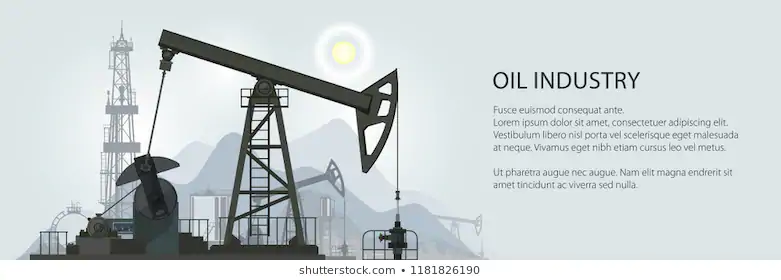 OIL INDUSTRY
Fusce euismod consequat ante.
Lorem ipsum dolor sit amet, consectetuer adipiscing elit.
Vestibulum libero nisl porta vel scelerisque eget malesuada
at neque. Vivamus eget nibh etiam cursus leo vel metus.
Ut pharetra augue nec augue. Nam elit magna hendrerit sit
amet tincidunt ac viverra sed nulla.
shutterstock.com • 1181826190